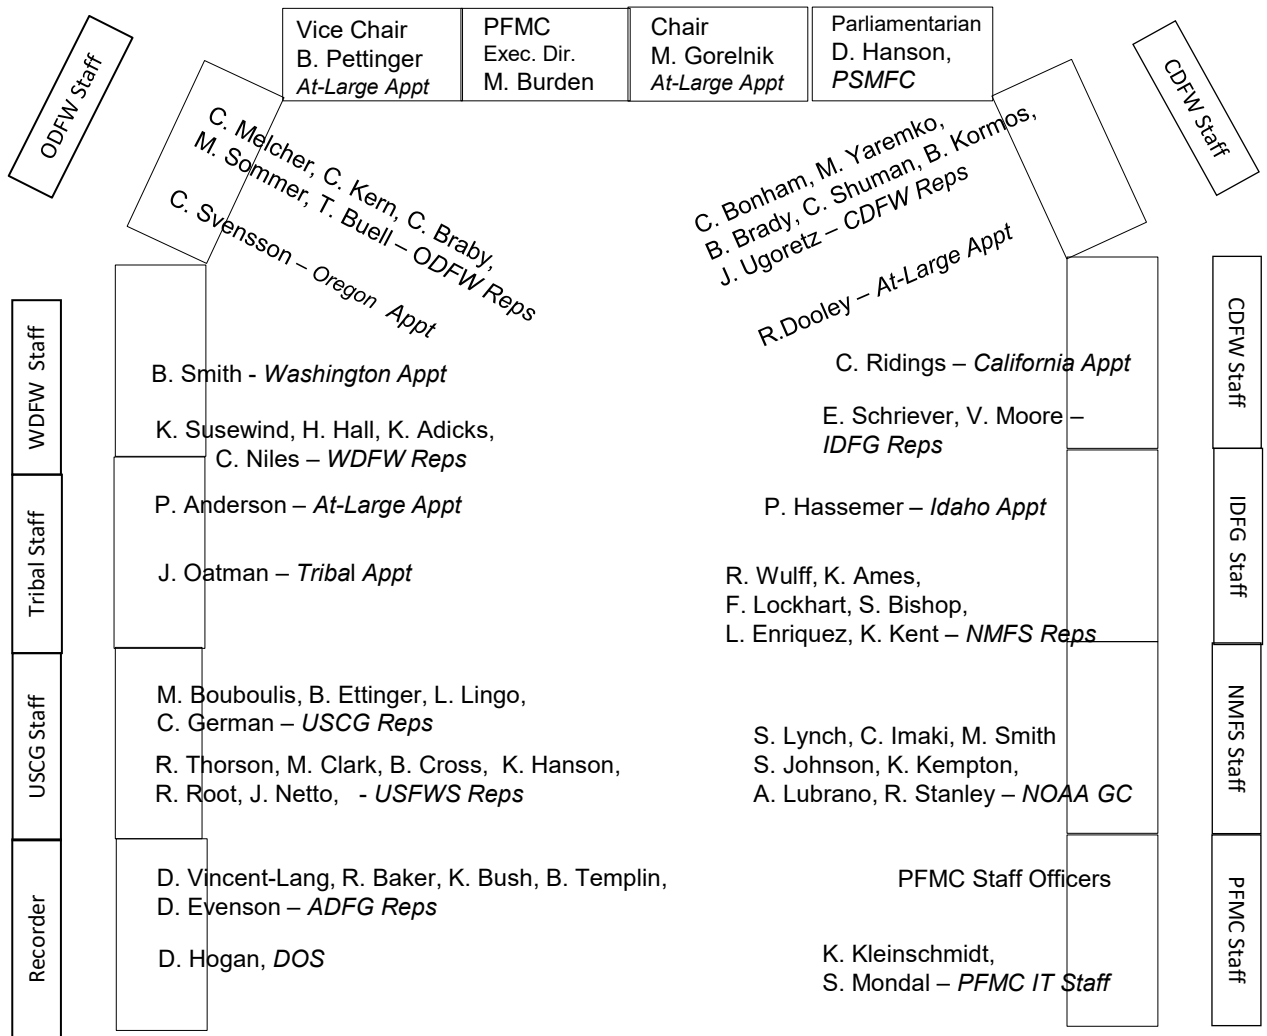 Vice Chair
B. Pettinger
At-Large Appt
PFMC
Exec. Dir.
M. Burden
Chair
M. Gorelnik
At-Large Appt
Parliamentarian
D. Hanson,
PSMFC
ODFW Staff
CDFW Staff
C. Melcher, C. Kern, C. Braby,
M. Sommer, T. Buell – ODFW Reps
C. Svensson – Oregon Appt
C. Bonham, M. Yaremko,
B. Brady, C. Shuman, B. Kormos,
J. Ugoretz – CDFW Reps
R.Dooley – At-Large Appt
WDFW Staff
B. Smith - Washington Appt
K. Susewind, H. Hall, K. Adicks,
C. Niles – WDFW Reps
C. Ridings – California Appt
E. Schriever, V. Moore –
IDFG Reps
CDFW Staff
Tribal Staff
P. Anderson – At-Large Appt
J. Oatman – Tribal Appt
P. Hassemer – Idaho Appt
R. Wulff, K. Ames,
F. Lockhart, S. Bishop,
L. Enriquez, K. Kent – NMFS Reps
IDFG Staff
USCG Staff
M. Bouboulis, B. Ettinger, L. Lingo,
C. German – USCG Reps
R. Thorson, M. Clark, B. Cross, K. Hanson,
R. Root, J. Netto, - USFWS Reps
S. Lynch, C. Imaki, M. Smith
S. Johnson, K. Kempton,
A. Lubrano, R. Stanley – NOAA GC
NMFS Staff
Recorder
D. Vincent-Lang, R. Baker, K. Bush, B. Templin,
D. Evenson – ADFG Reps
D. Hogan, DOS
PFMC Staff Officers
K. Kleinschmidt,
S. Mondal – PFMC IT Staff
PFMC Staff